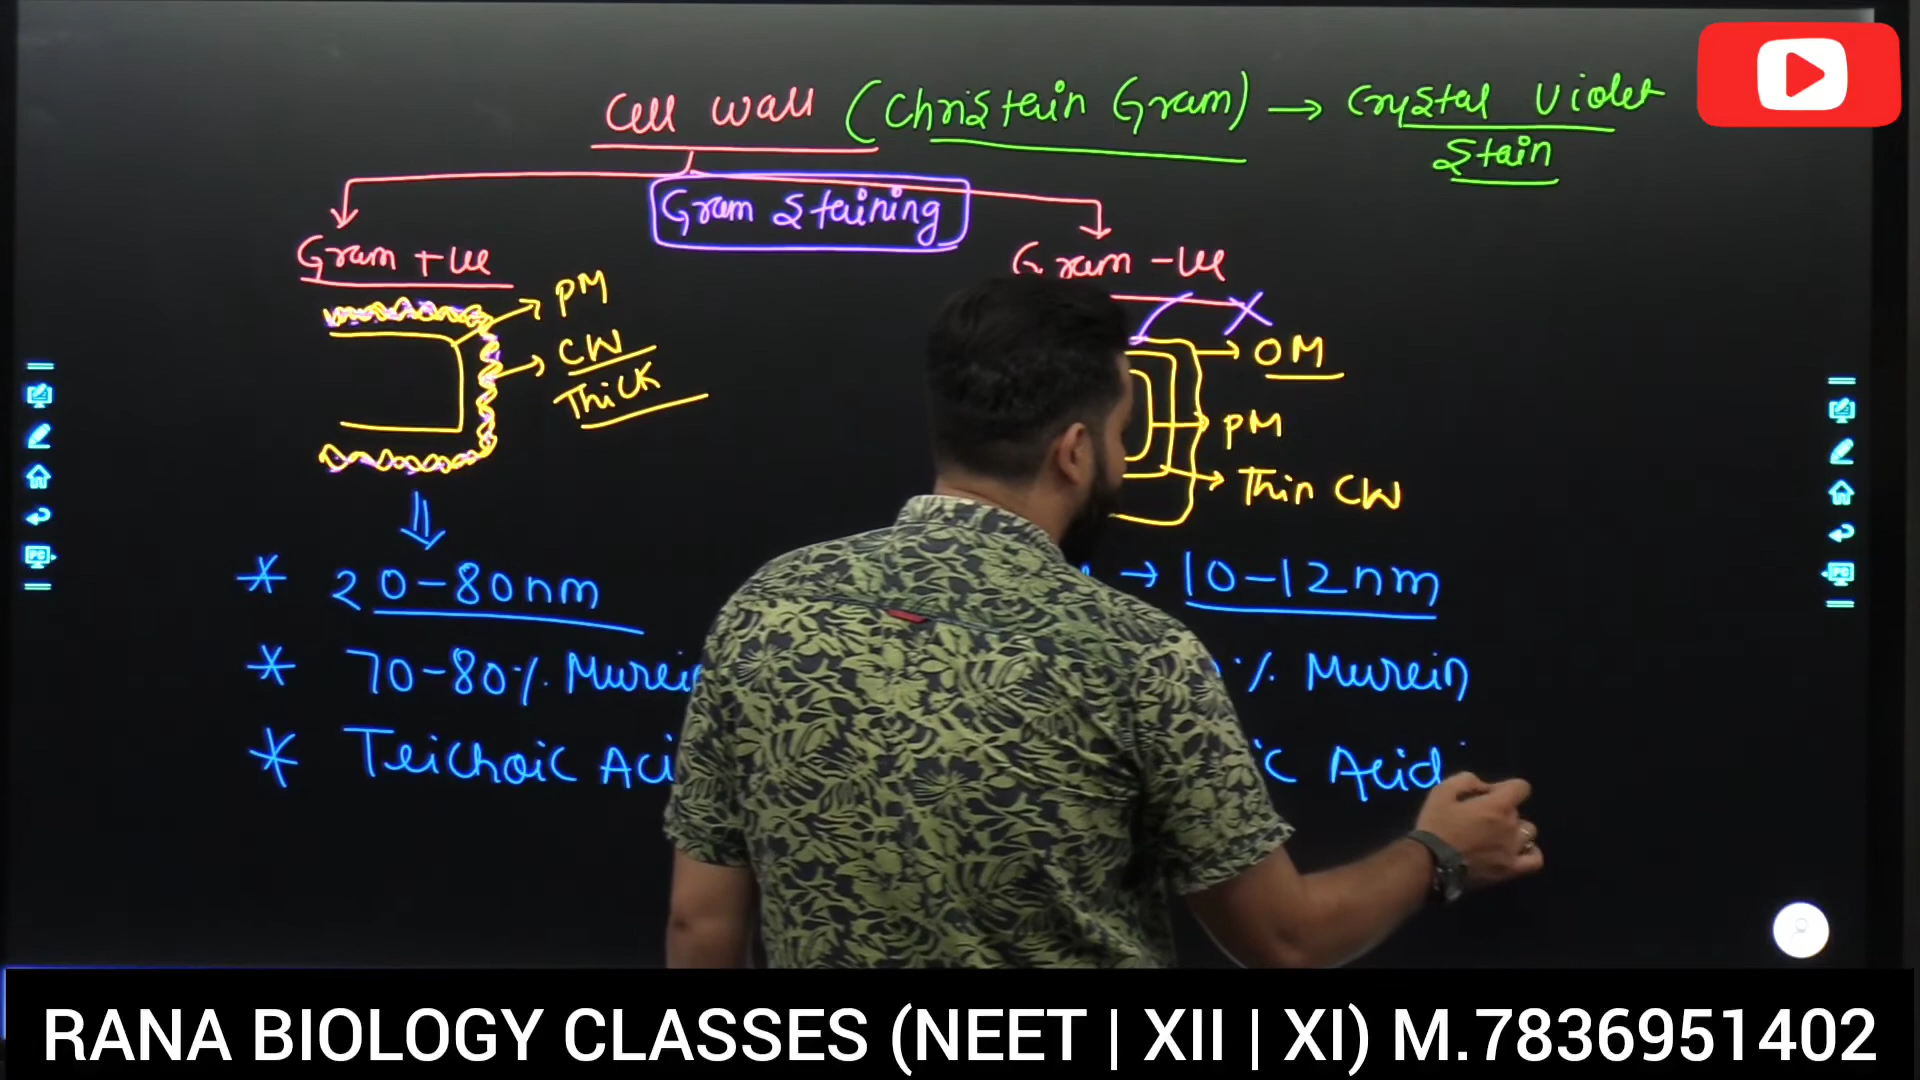 Cell Wall (Christein Gram) → Crystal Violet
Stain
Gram Staining
Gram +ve
Gram -ve
PM
CW
Thick
OM
PM
Thin CW
* 20-80nm
→ 10-12nm
* 70-80% Murein
% Murein
* Teichoic Aci
ic Acid
RANA BIOLOGY CLASSES (NEET | XII | XI) M.7836951402